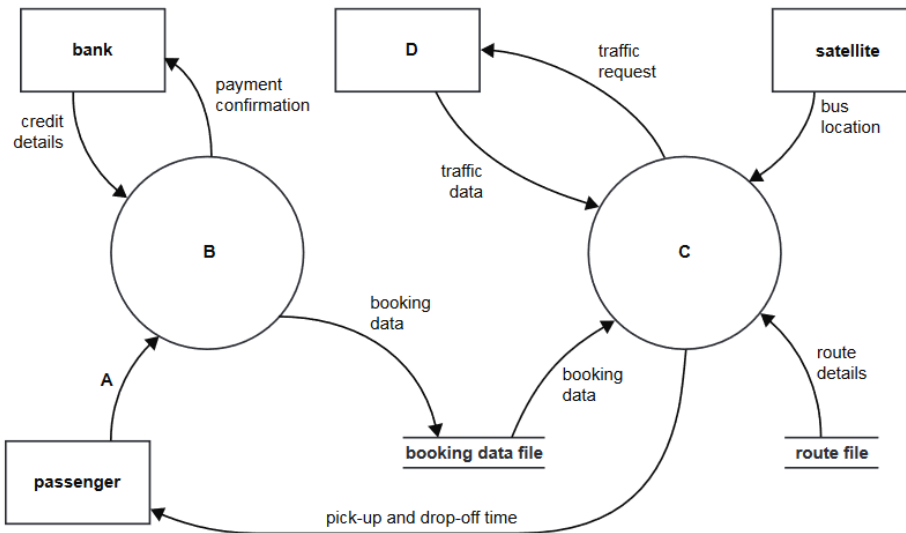 bank
D
satellite
payment
confirmation
traffic
request
credit
details
bus
location
traffic
data
B
C
booking
data
A
booking
data
route
details
passenger
booking data file
route file
pick-up and drop-off time